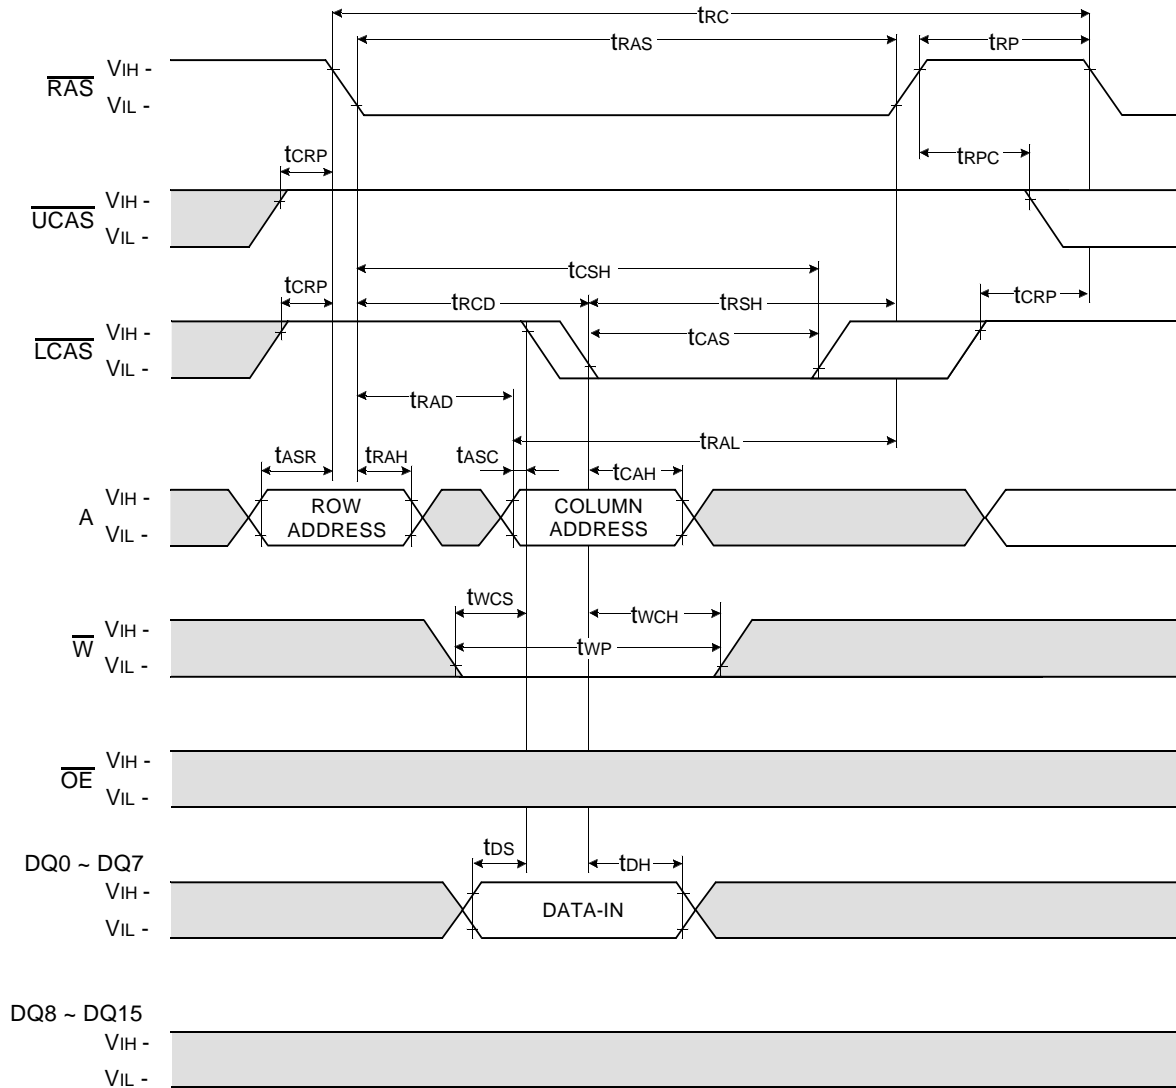 tRC
tRAS tRP
RAS VIH -
VIL -
tCRP tRPC
UCAS VIH -
VIL -
tCSH
tCRP tRCD tRSH tCRP
LCAS VIH -
VIL -
tCAS
tRAD
tRAL
tASR tRAH tASC tCAH
A VIH -
VIL -
ROW
ADDRESS
COLUMN
ADDRESS
tWCS tWCH
W VIH -
VIL -
tWP
OE VIH -
VIL -
tDS tDH
DQ0 ~ DQ7
VIH -
VIL -
DATA-IN
DQ8 ~ DQ15
VIH -
VIL -